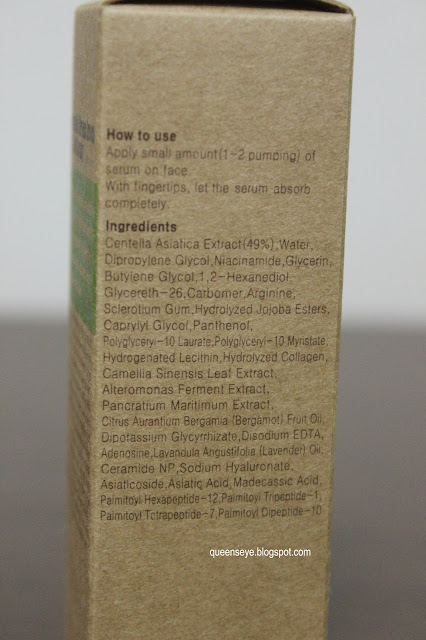 How to use
Apply small amount(1-2 pumping) of
serum on face.
With fingertips, let the serum absorb
completely.
Ingredients
Centella Asiatica Extract(49%),Water,
Dipropylene Glycol,Niacinamide,Glycerin,
Butylene Glycol,1,2-Hexanediol,
Glycereth-26,Carbomer,Arginine,
Sclerotium Gum,Hydrolyzed Jojoba Esters,
Caprylyl Glycol,Panthenol,
Polyglyceryl-10 Laurate,Polyglyceryl-10 Myristate,
Hydrogenated Lecithin,Hydrolyzed Collagen,
Camellia Sinensis Leaf Extract,
Alteromonas Ferment Extract,
Pancratium Maritimum Extract,
Citrus Aurantium Bergamia (Bergamot) Fruit Oil,
Dipotassium Glycyrrhizate,Disodium EDTA,
Adenosine,Lavandula Angustifolia (Lavender) Oil,
Ceramide NP,Sodium Hyaluronate,
Asiaticoside,Asiatic Acid,Madecassic Acid,
Palmitoyl Hexapeptide-12,Palmitoyl Tripeptide-1,
Palmitoyl Tetrapeptide-7,Palmitoyl Dipeptide-10
queenseye.blogspot.com